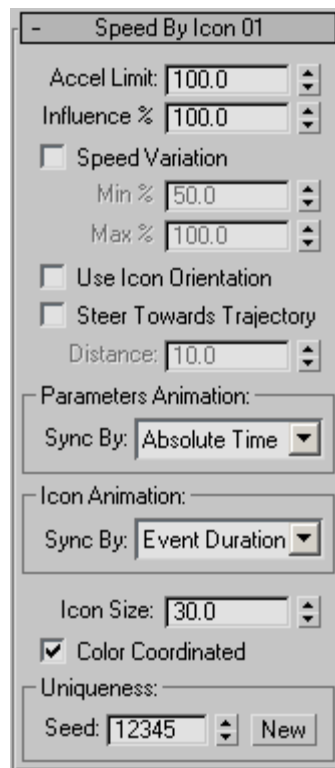 - Speed By Icon 01
Accel Limit: 100.0
Influence % 100.0
Speed Variation
Min % 50.0
Max % 100.0
Use Icon Orientation
Steer Towards Trajectory
Distance: 10.0
Parameters Animation:
Sync By: Absolute Time
Icon Animation:
Sync By: Event Duration
Icon Size: 30.0
Color Coordinated
Uniqueness:
Seed: 12345 New